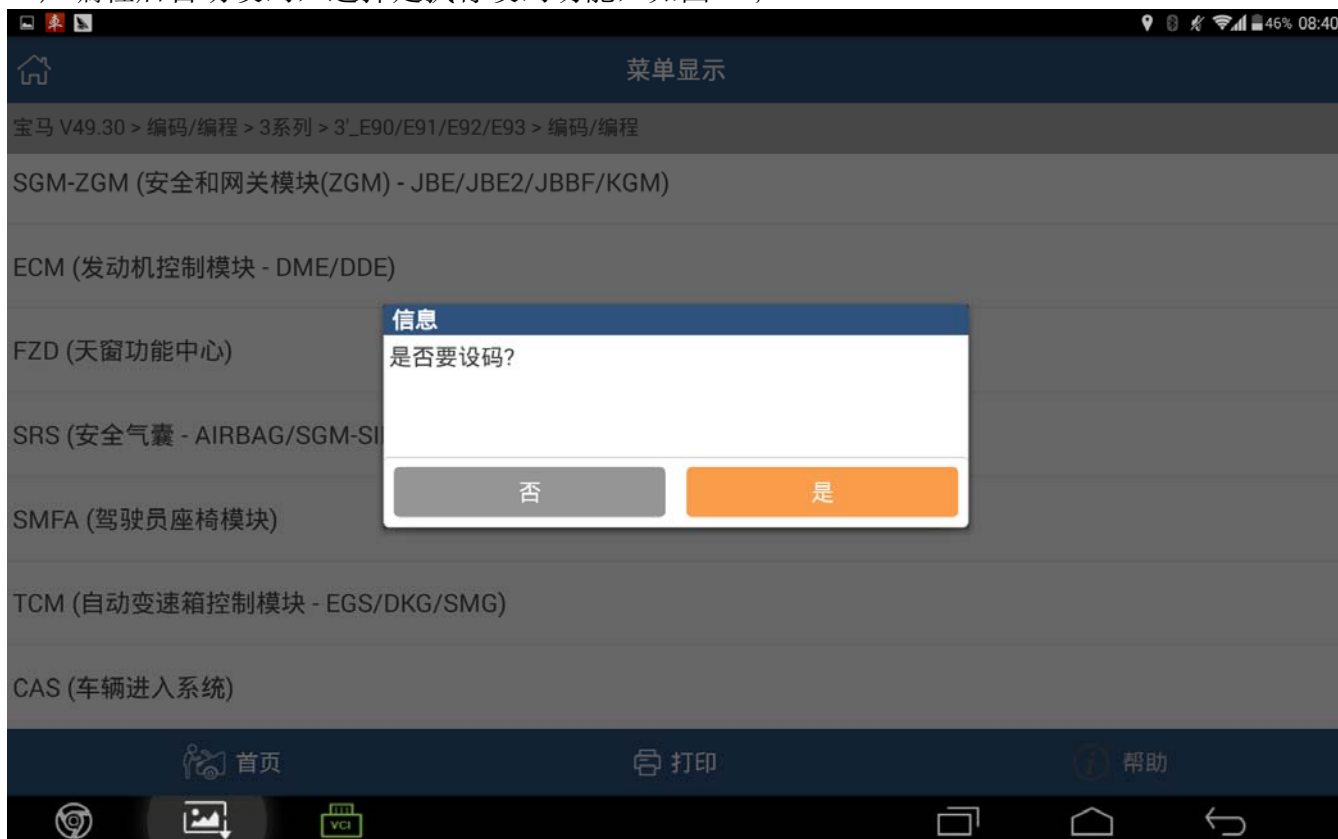 46% 08:40
菜单显示
宝马 V49.30 > 编码/编程 > 3系列 > 3'_E90/E91/E92/E93 > 编码/编程
SGM-ZGM (安全和网关模块(ZGM) - JBE/JBE2/JBBF/KGM)
ECM (发动机控制模块 - DME/DDE)
信息
FZD (天窗功能中心)
是否要设码?
SRS (安全气囊 - AIRBAG/SGM-SI
否 是
SMFA (驾驶员座椅模块)
TCM (自动变速箱控制模块 - EGS/DKG/SMG)
CAS (车辆进入系统)
首页 打印 帮助
VCI